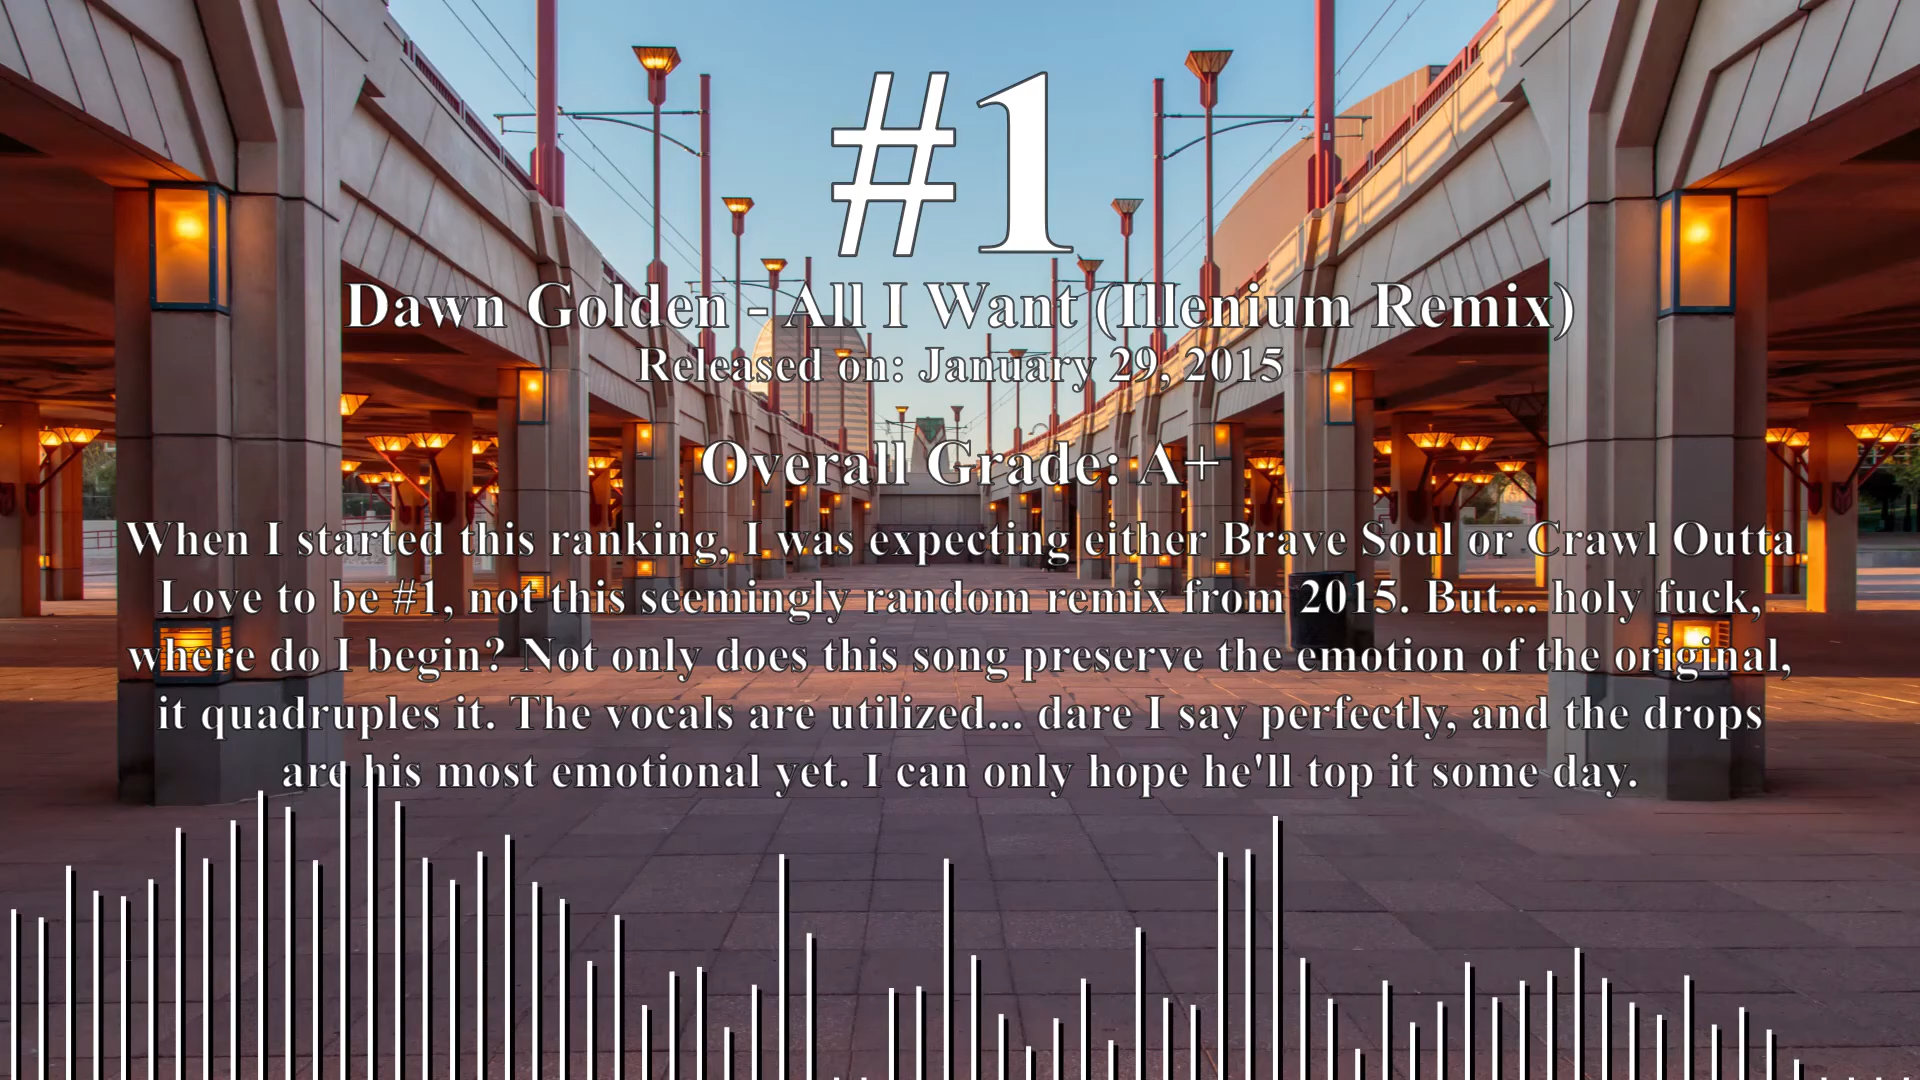 #1
Dawn Golden - All I Want (Illenium Remix)
Released on: January 29, 2015
Overall Grade: A+
When I started this ranking, I was expecting either Brave Soul or Crawl Outta
Love to be #1, not this seemingly random remix from 2015. But... holy fuck,
where do I begin? Not only does this song preserve the emotion of the original,
it quadruples it. The vocals are utilized... dare I say perfectly, and the drops
are his most emotional yet. I can only hope he'll top it some day.